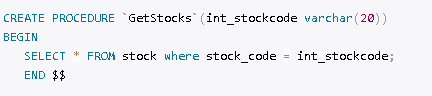 CREATE PROCEDURE `GetStocks`(int_stockcode varchar(20))
BEGIN
SELECT * FROM stock where stock_code = int_stockcode;
END $$